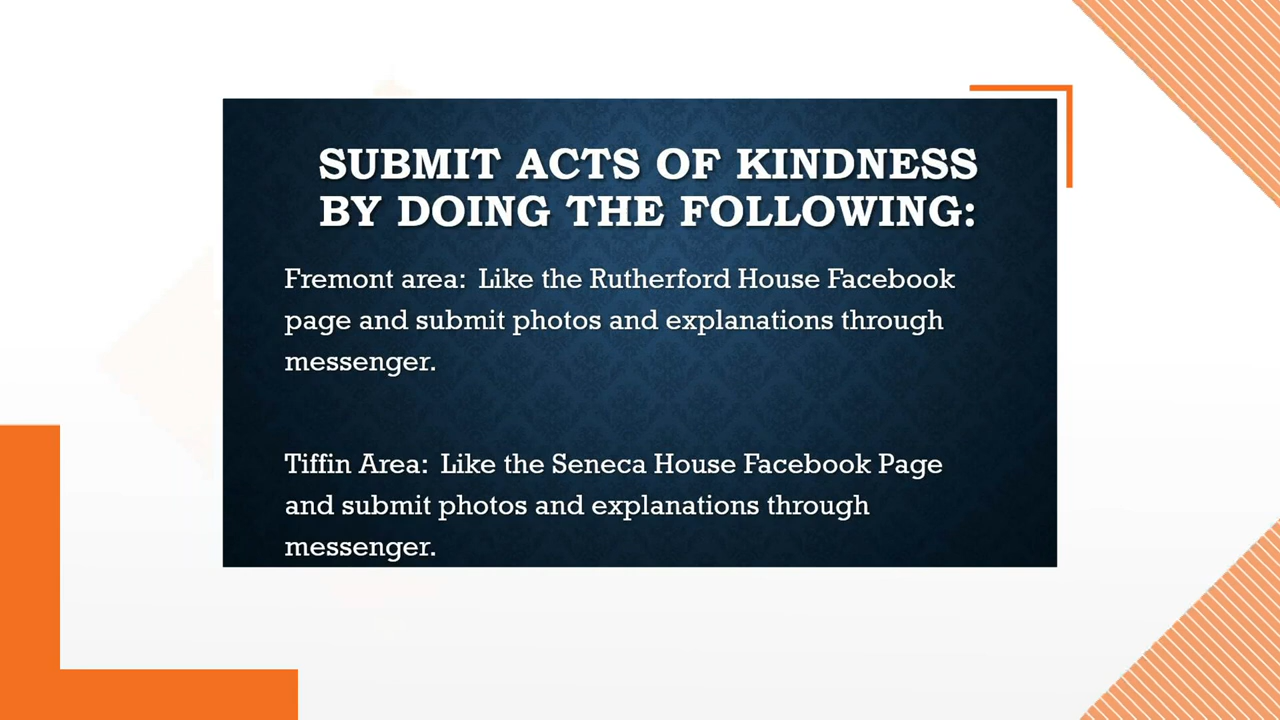 SUBMIT ACTS OF KINDNESS
BY DOING THE FOLLOWING:
Fremont area: Like the Rutherford House Facebook
page and submit photos and explanations through
messenger.
Tiffin Area: Like the Seneca House Facebook Page
and submit photos and explanations through
messenger.